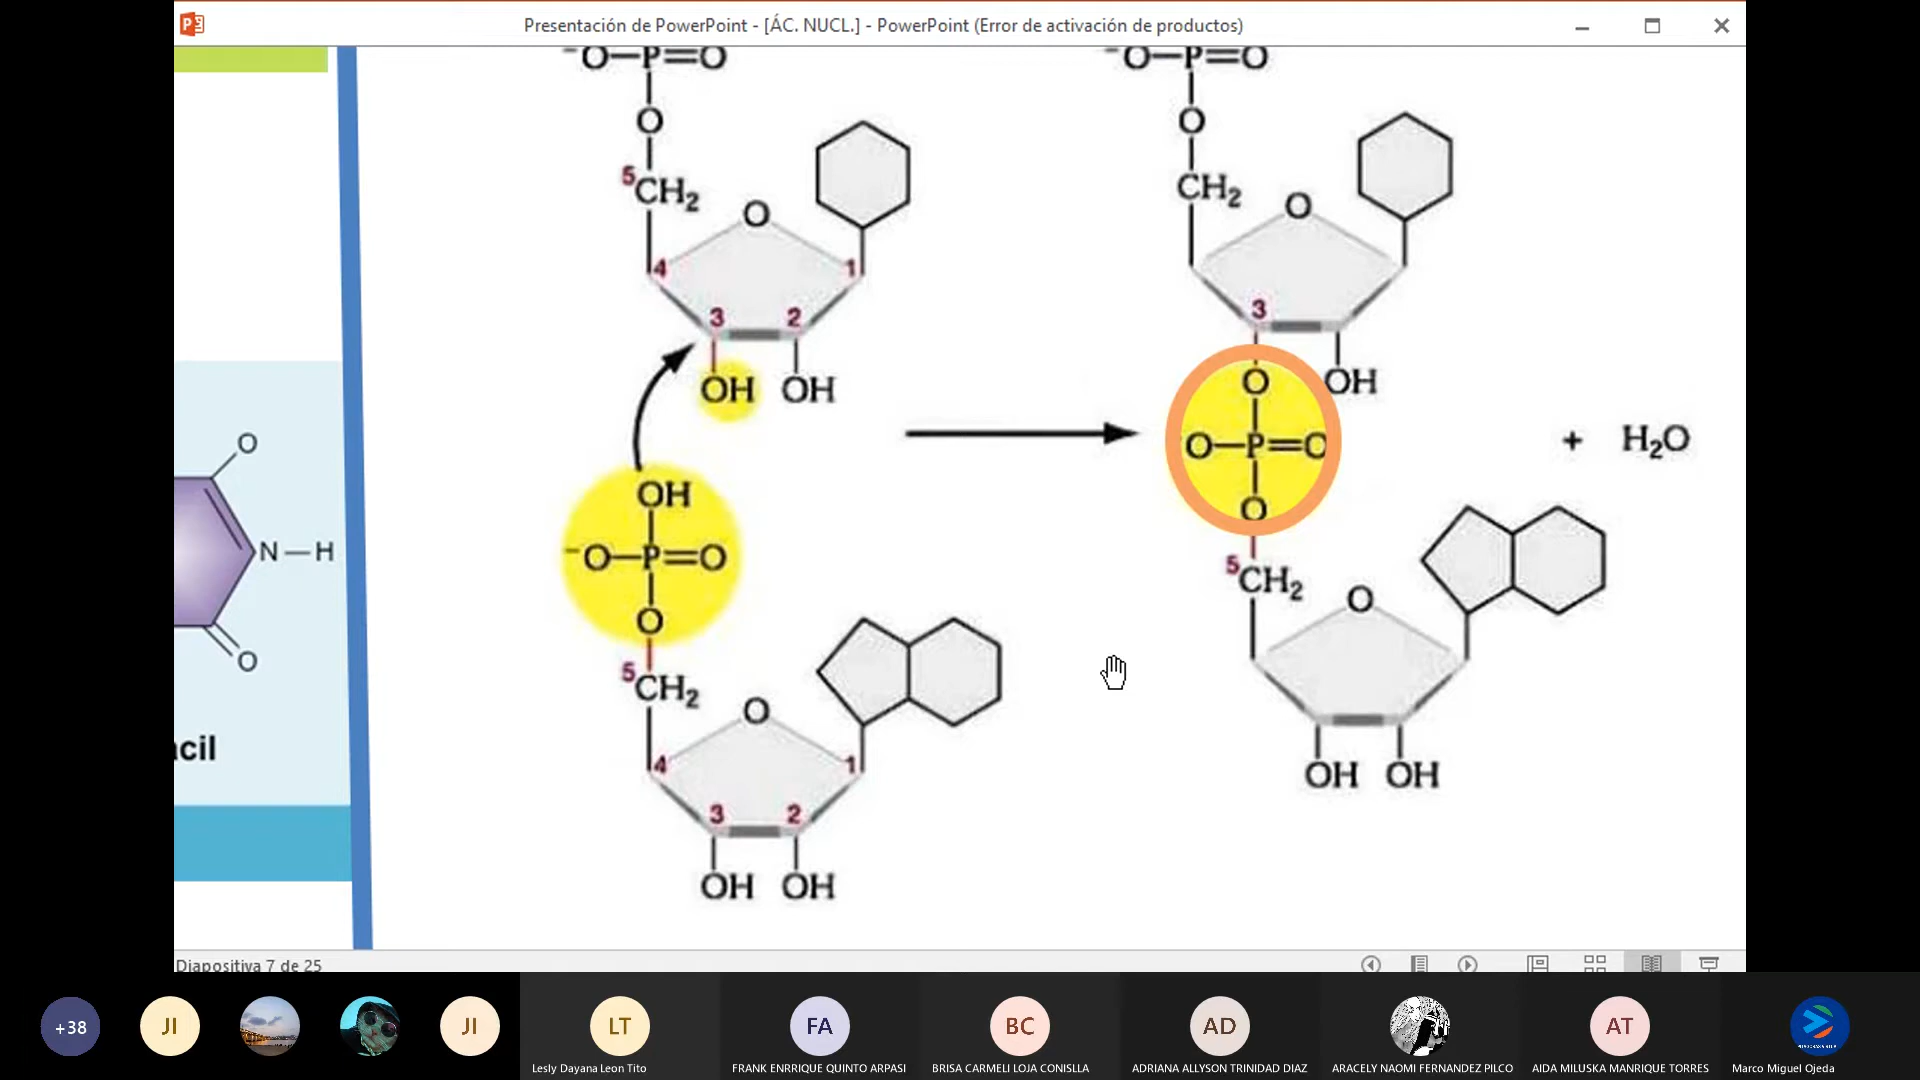 Presentación de PowerPoint - [ÁC. NUCL.] - PowerPoint (Error de activación de productos)
⁻O—P=O
⁻O—P=O
O
O
⁵CH₂
CH₂
O
O
4
1
3
2
3
OH
OH
O
OH
O—P=O
+ H₂O
O
OH
⁻O—P=O
O
⁵CH₂
O
4
1
3
2
OH
OH
O
⁵CH₂
O
OH
OH
O
N—H
O
cil
Diapositiva 7 de 25
+38
JI
JI
LT
FA
BC
AD
AT
Lesly Dayana Leon Tito
FRANK ENRRIQUE QUINTO ARPASI
BRISA CARMELI LOJA CONISLLA
ADRIANA ALLYSON TRINIDAD DIAZ
ARACELY NAOMI FERNANDEZ PILCO
AIDA MILUSKA MANRIQUE TORRES
Marco Miguel Ojeda